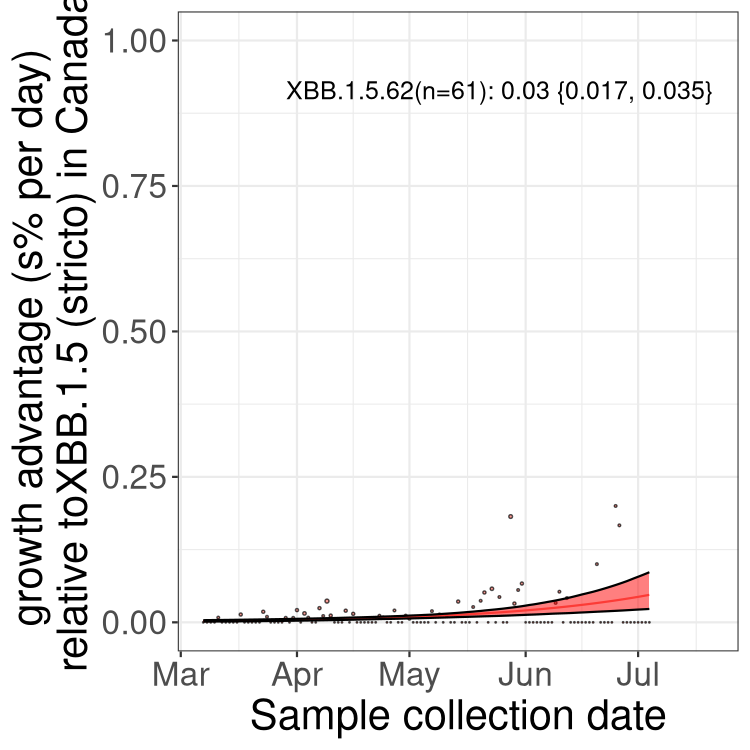 growth advantage (s% per day)
relative toXBB.1.5 (stricto) in Canada
1.00
XBB.1.5.62(n=61): 0.03 {0.017, 0.035}
0.75
0.50
0.25
0.00
Mar Apr May Jun Jul
Sample collection date